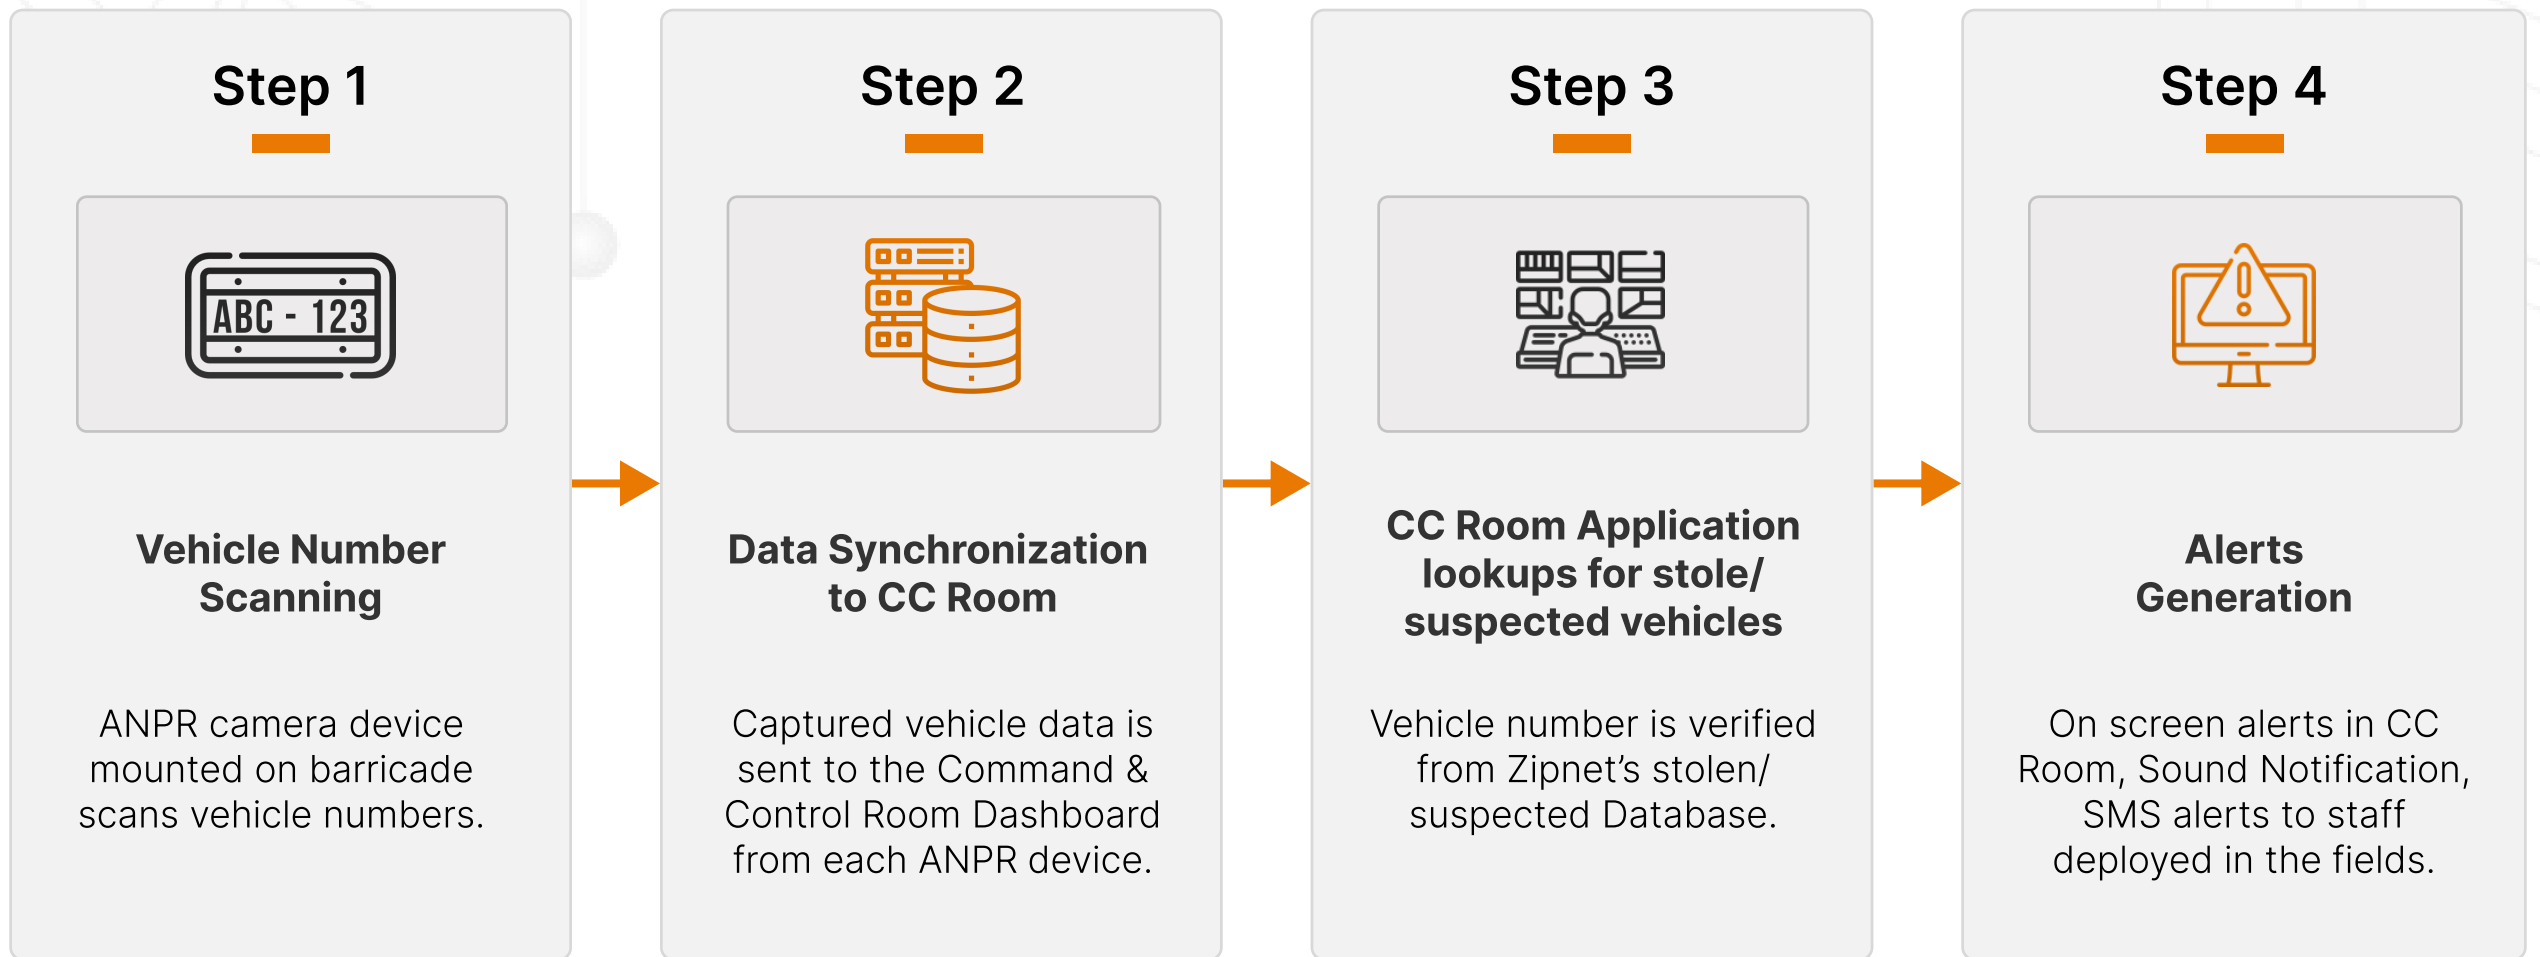 Step 1
ABC - 123
Vehicle Number
Scanning
ANPR camera device
mounted on barricade
scans vehicle numbers.
Step 2
Data Synchronization
to CC Room
Captured vehicle data is
sent to the Command &
Control Room Dashboard
from each ANPR device.
Step 3
CC Room Application
lookups for stole/
suspected vehicles
Vehicle number is verified
from Zipnet’s stolen/
suspected Database.
Step 4
Alerts
Generation
On screen alerts in CC
Room, Sound Notification,
SMS alerts to staff
deployed in the fields.